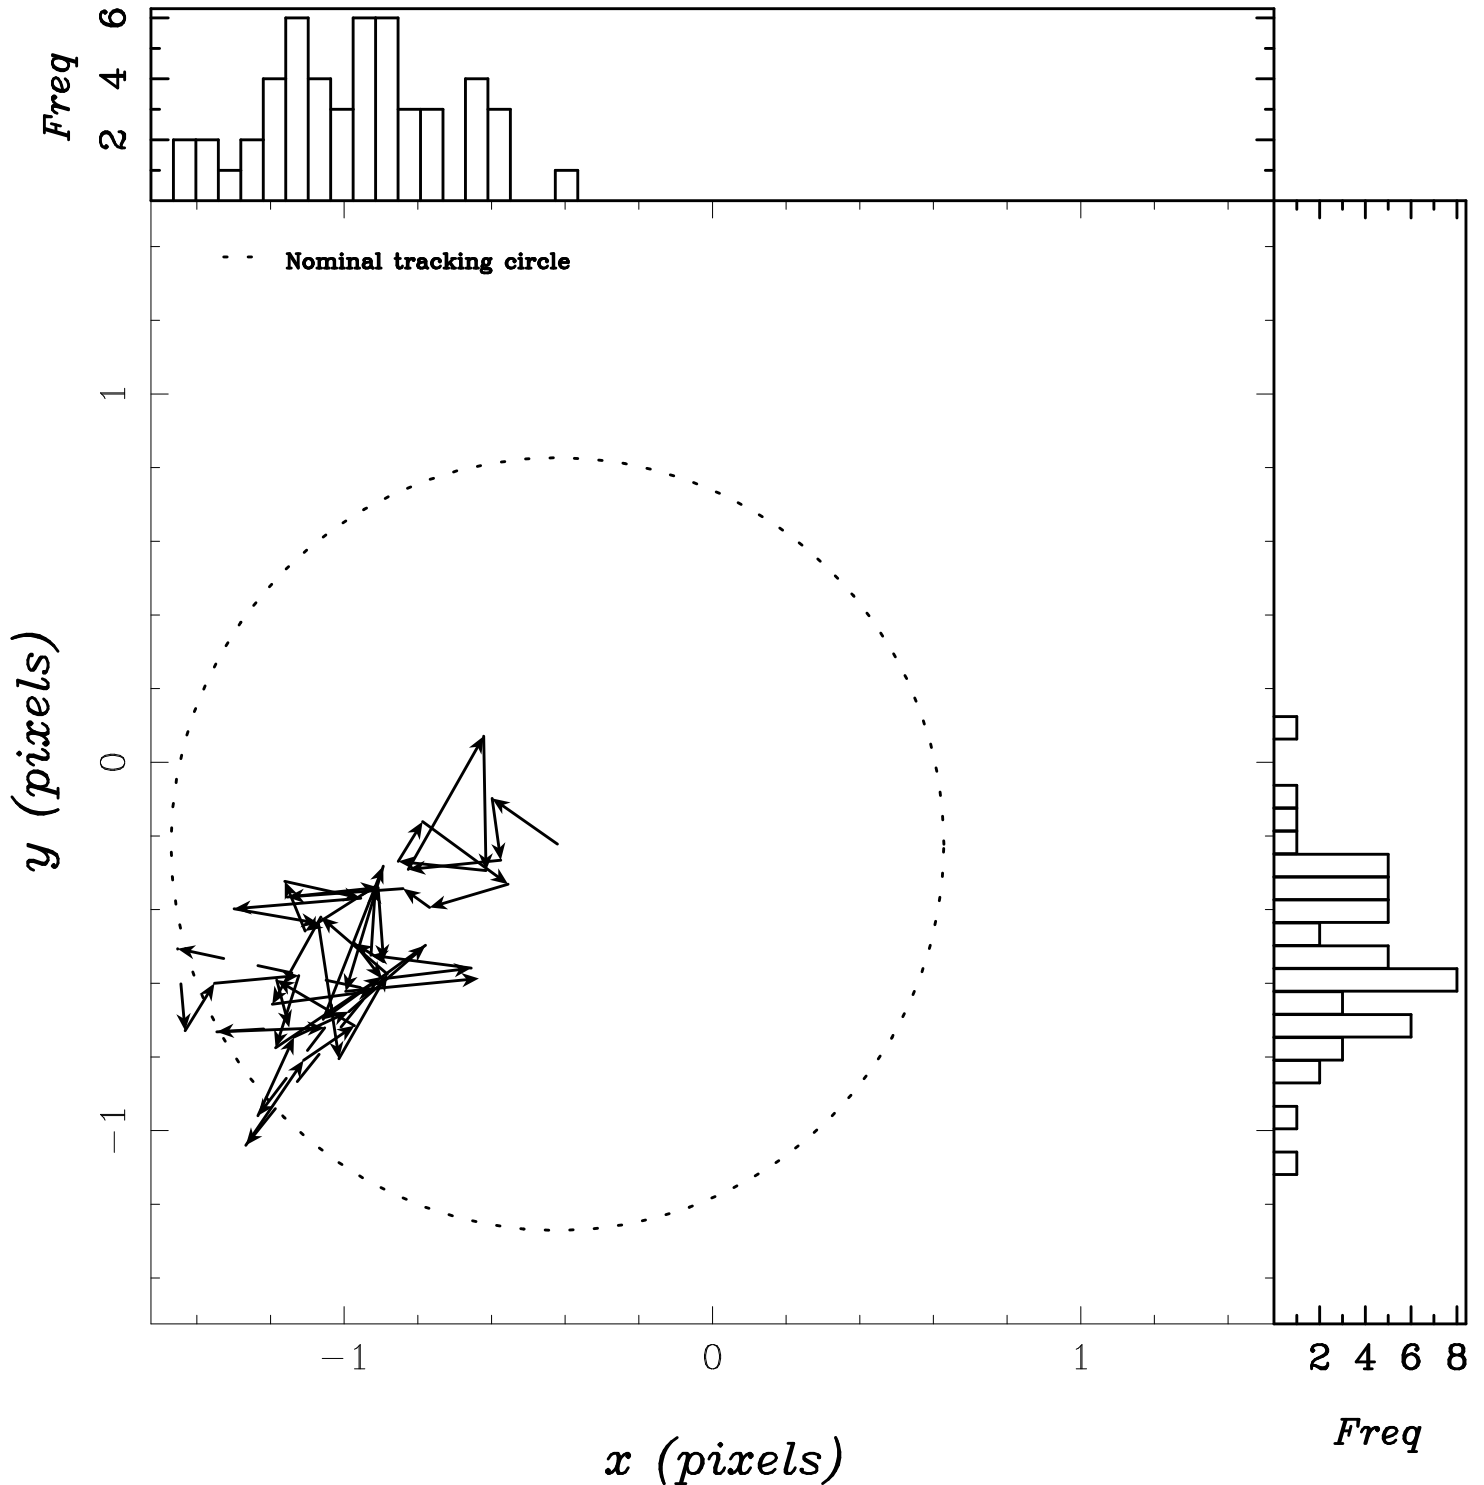 Freq
2 4 6
Nominal tracking circle
y (pixels)
1
0
−1
−1 0 1
x (pixels)
2 4 6 8
Freq